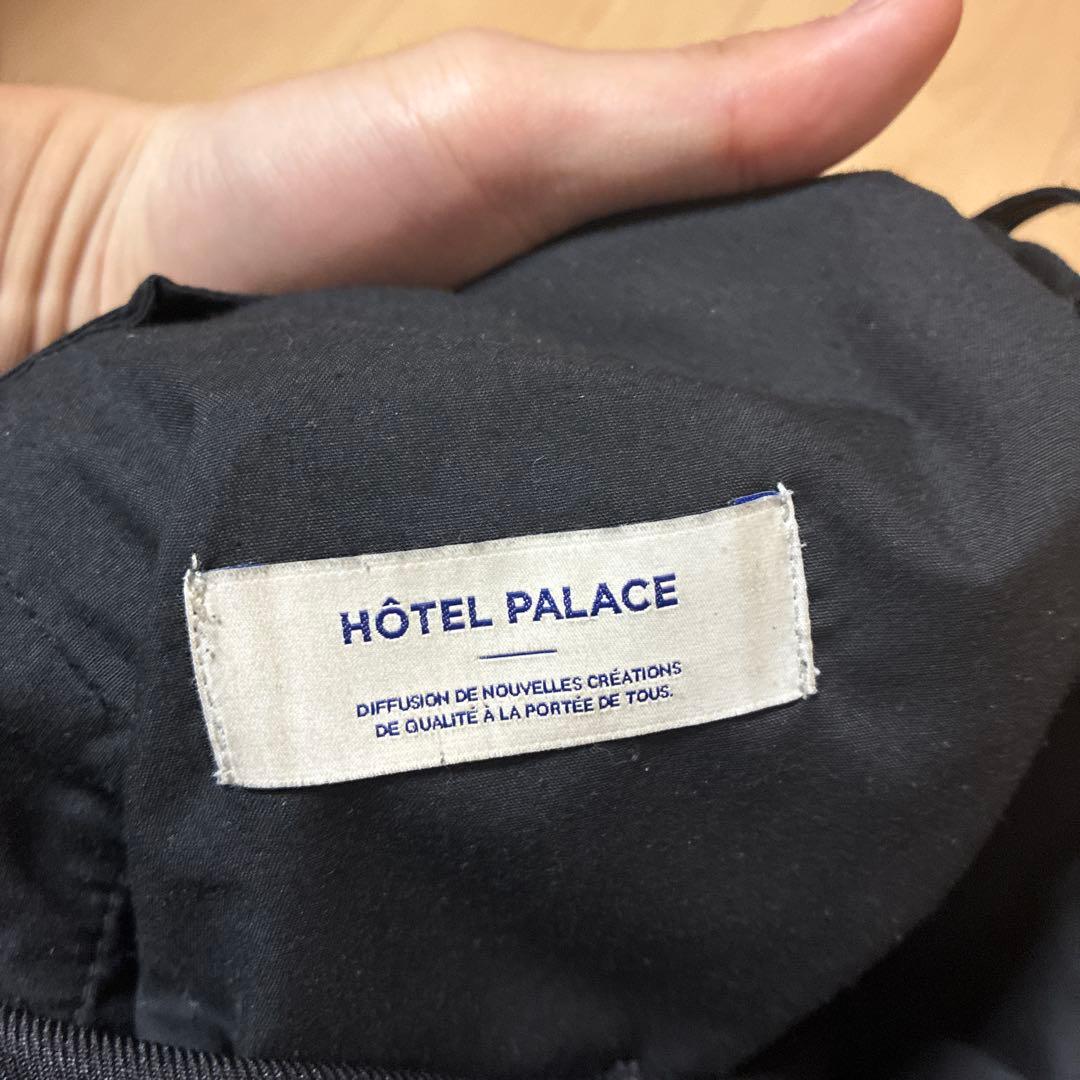 HÔTEL PALACE
DIFFUSION DE NOUVELLES CRÉATIONS
DE QUALITÉ À LA PORTÉE DE TOUS.